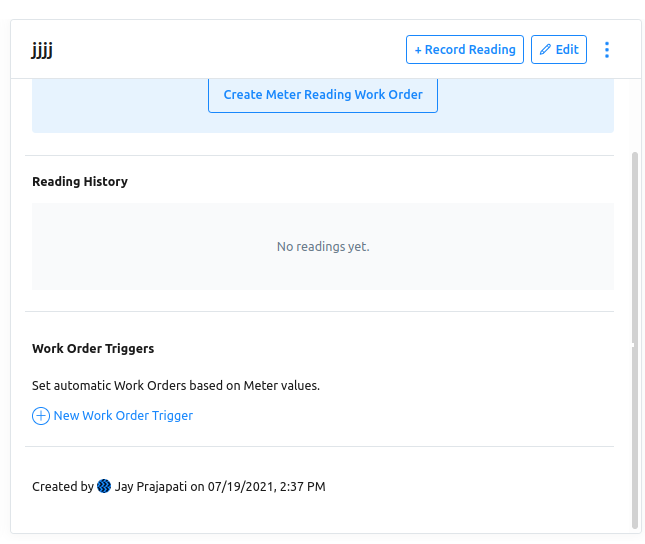 jjjj
+ Record Reading
Edit
Create Meter Reading Work Order
Reading History
No readings yet.
Work Order Triggers
Set automatic Work Orders based on Meter values.
New Work Order Trigger
Created by Jay Prajapati on 07/19/2021, 2:37 PM